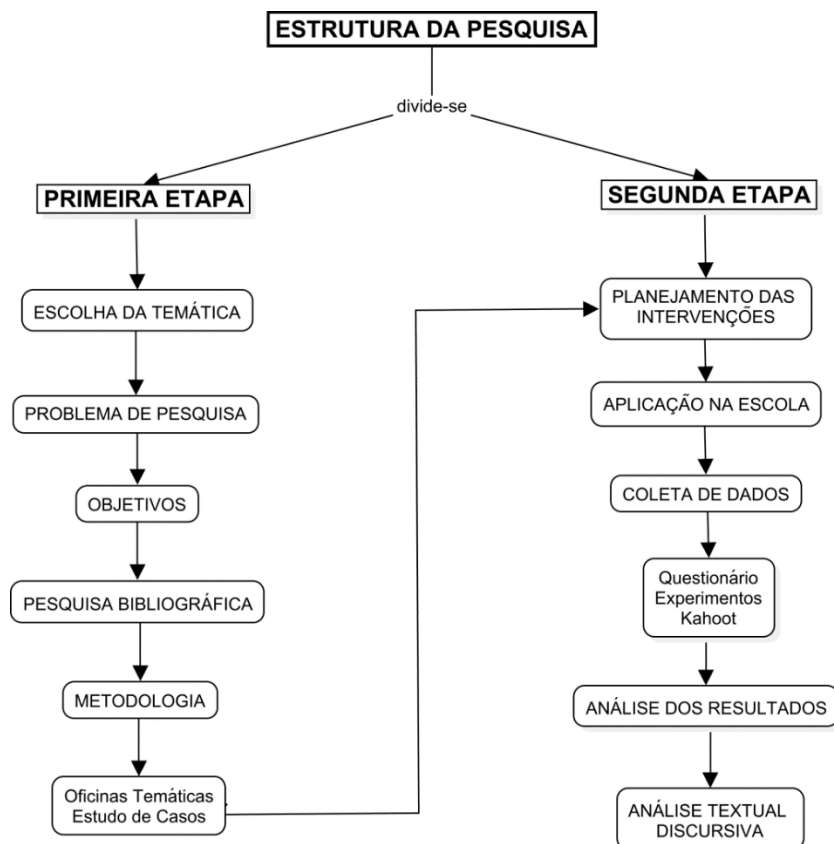 ESTRUTURA DA PESQUISA
divide-se
PRIMEIRA ETAPA
ESCOLHA DA TEMÁTICA
PROBLEMA DE PESQUISA
OBJETIVOS
PESQUISA BIBLIOGRÁFICA
METODOLOGIA
Oficinas Temáticas
Estudo de Casos
SEGUNDA ETAPA
PLANEJAMENTO DAS
INTERVENÇÕES
APLICAÇÃO NA ESCOLA
COLETA DE DADOS
Questionário
Experimentos
Kahoot
ANÁLISE DOS RESULTADOS
ANÁLISE TEXTUAL
DISCURSIVA